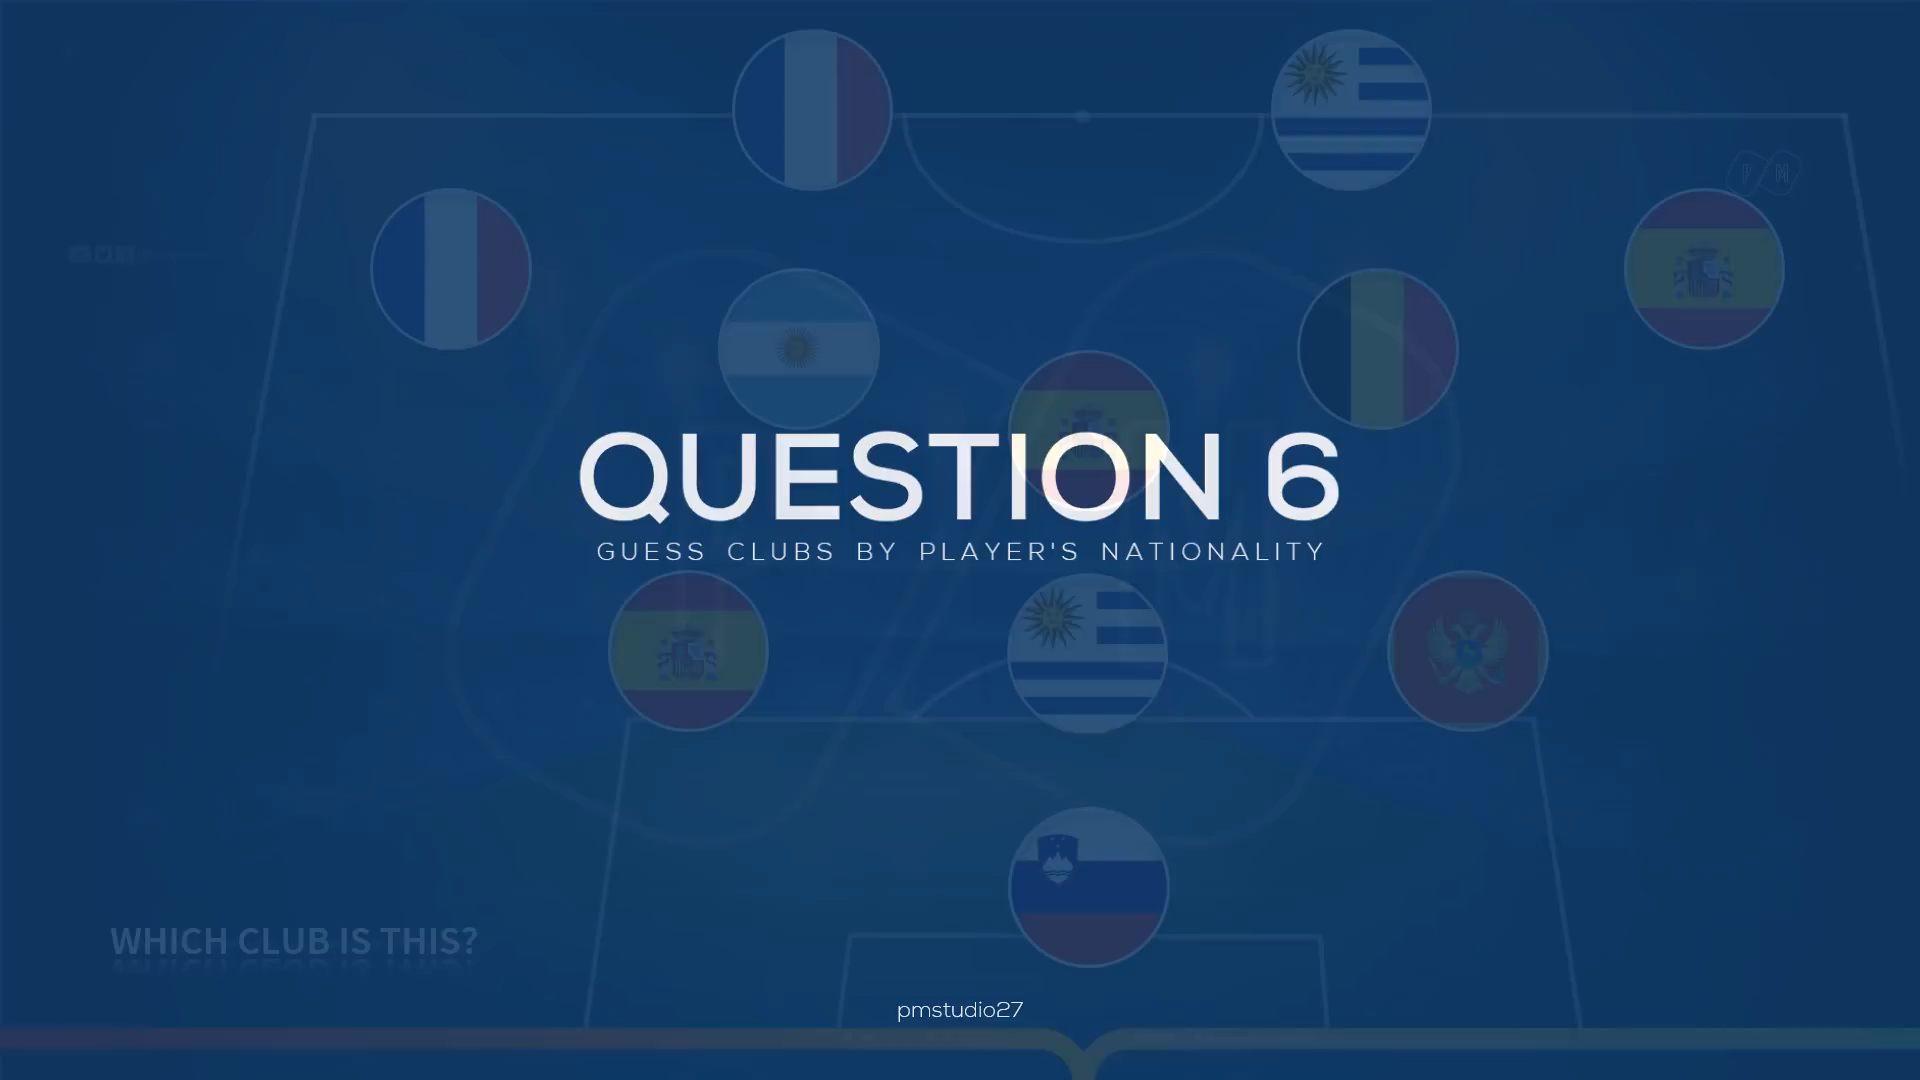 P M
QUESTION 6
GUESS CLUBS BY PLAYER'S NATIONALITY
WHICH CLUB IS THIS?
pmstudio27